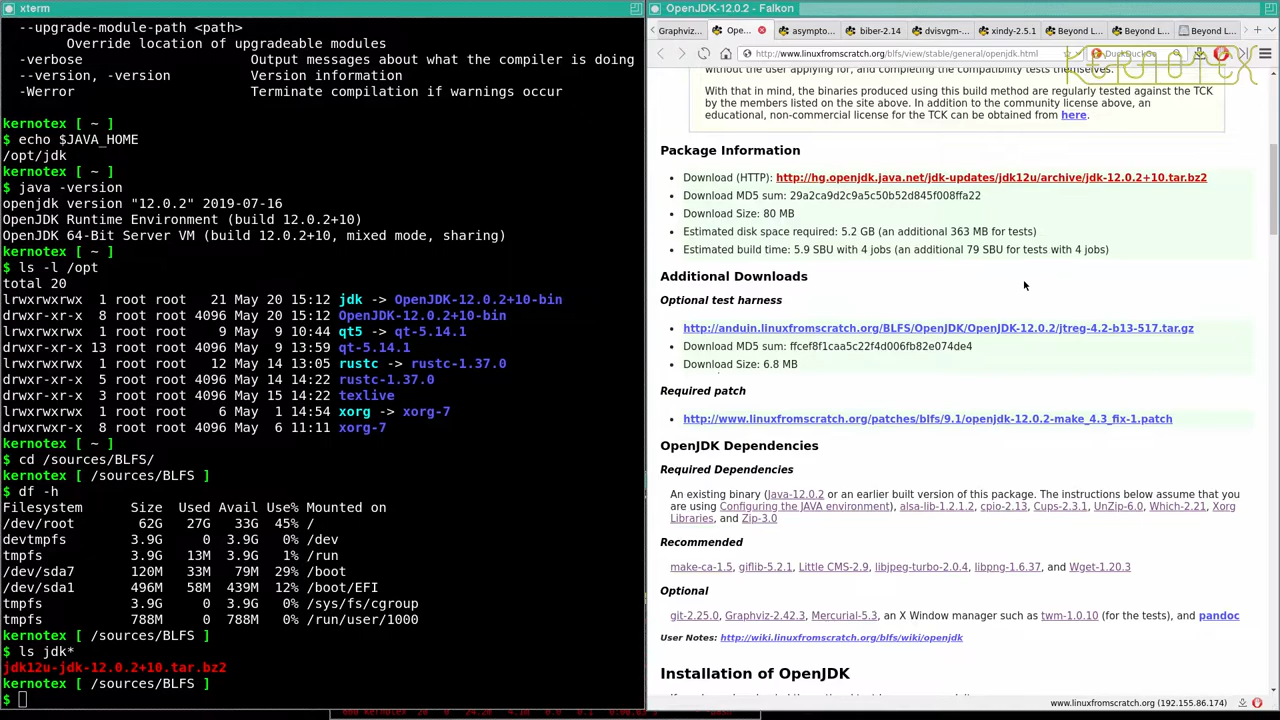 xterm
--upgrade-module-path <path>
Override location of upgradeable modules
-verbose Output messages about what the compiler is doing
--version, -version Version information
-Werror Terminate compilation if warnings occur
kernotex [ ~ ]
$ echo $JAVA_HOME
/opt/jdk
kernotex [ ~ ]
$ java -version
openjdk version "12.0.2" 2019-07-16
OpenJDK Runtime Environment (build 12.0.2+10)
OpenJDK 64-Bit Server VM (build 12.0.2+10, mixed mode, sharing)
kernotex [ ~ ]
$ ls -l /opt
total 20
lrwxrwxrwx 1 root root 21 May 20 15:12 jdk -> OpenJDK-12.0.2+10-bin
drwxr-xr-x 8 root root 4096 May 20 15:12 OpenJDK-12.0.2+10-bin
lrwxrwxrwx 1 root root 9 May 9 10:44 qt5 -> qt-5.14.1
drwxr-xr-x 13 root root 4096 May 9 13:59 qt-5.14.1
lrwxrwxrwx 1 root root 12 May 14 13:05 rustc -> rustc-1.37.0
drwxr-xr-x 5 root root 4096 May 14 14:22 rustc-1.37.0
drwxr-xr-x 3 root root 4096 May 15 14:22 texlive
lrwxrwxrwx 1 root root 6 May 1 14:54 xorg -> xorg-7
drwxr-xr-x 8 root root 4096 May 6 11:11 xorg-7
kernotex [ ~ ]
$ cd /sources/BLFS/
kernotex [ /sources/BLFS ]
$ df -h
Filesystem Size Used Avail Use% Mounted on
/dev/root 62G 27G 33G 45% /
devtmpfs 3.9G 0 3.9G 0% /dev
tmpfs 3.9G 13M 3.9G 1% /run
/dev/sda7 120M 33M 79M 29% /boot
/dev/sda1 496M 58M 439M 12% /boot/EFI
tmpfs 3.9G 0 3.9G 0% /sys/fs/cgroup
tmpfs 788M 0 788M 0% /run/user/1000
kernotex [ /sources/BLFS ]
$ ls jdk*
jdk12u-jdk-12.0.2+10.tar.bz2
kernotex [ /sources/BLFS ]
$
OpenJDK-12.0.2 - Falkon
Graphviz... Ope... asympto... biber-2.14 dvisvgm-... xindy-2.5.1 Beyond L... Beyond L... Beyond L...
http://www.linuxfromscratch.org/blfs/view/stable/general/openjdk.html DuckDuckGo
KERNOTEX
without the user applying for, and completing the compatibility tests themselves.
With that in mind, the binaries produced using this build method are regularly tested against the TCK
by the members listed on the site above. In addition to the community license above, an
educational, non-commercial license for the TCK can be obtained from here.
Package Information
Download (HTTP): http://hg.openjdk.java.net/jdk-updates/jdk12u/archive/jdk-12.0.2+10.tar.bz2
Download MD5 sum: 29a2ca9d2c9a5c50b52d845f008ffa22
Download Size: 80 MB
Estimated disk space required: 5.2 GB (an additional 363 MB for tests)
Estimated build time: 5.9 SBU with 4 jobs (an additional 79 SBU for tests with 4 jobs)
Additional Downloads
Optional test harness
http://anduin.linuxfromscratch.org/BLFS/OpenJDK/OpenJDK-12.0.2/jtreg-4.2-b13-517.tar.gz
Download MD5 sum: ffcef8f1caa5c22f4d006fb82e074de4
Download Size: 6.8 MB
Required patch
http://www.linuxfromscratch.org/patches/blfs/9.1/openjdk-12.0.2-make_4.3_fix-1.patch
OpenJDK Dependencies
Required Dependencies
An existing binary (Java-12.0.2 or an earlier built version of this package. The instructions below assume that you
are using Configuring the JAVA environment), alsa-lib-1.2.1.2, cpio-2.13, Cups-2.3.1, UnZip-6.0, Which-2.21, Xorg
Libraries, and Zip-3.0
Recommended
make-ca-1.5, giflib-5.2.1, Little CMS-2.9, libjpeg-turbo-2.0.4, libpng-1.6.37, and Wget-1.20.3
Optional
git-2.25.0, Graphviz-2.42.3, Mercurial-5.3, an X Window manager such as twm-1.0.10 (for the tests), and pandoc
User Notes: http://wiki.linuxfromscratch.org/blfs/wiki/openjdk
Installation of OpenJDK
www.linuxfromscratch.org (192.155.86.174)